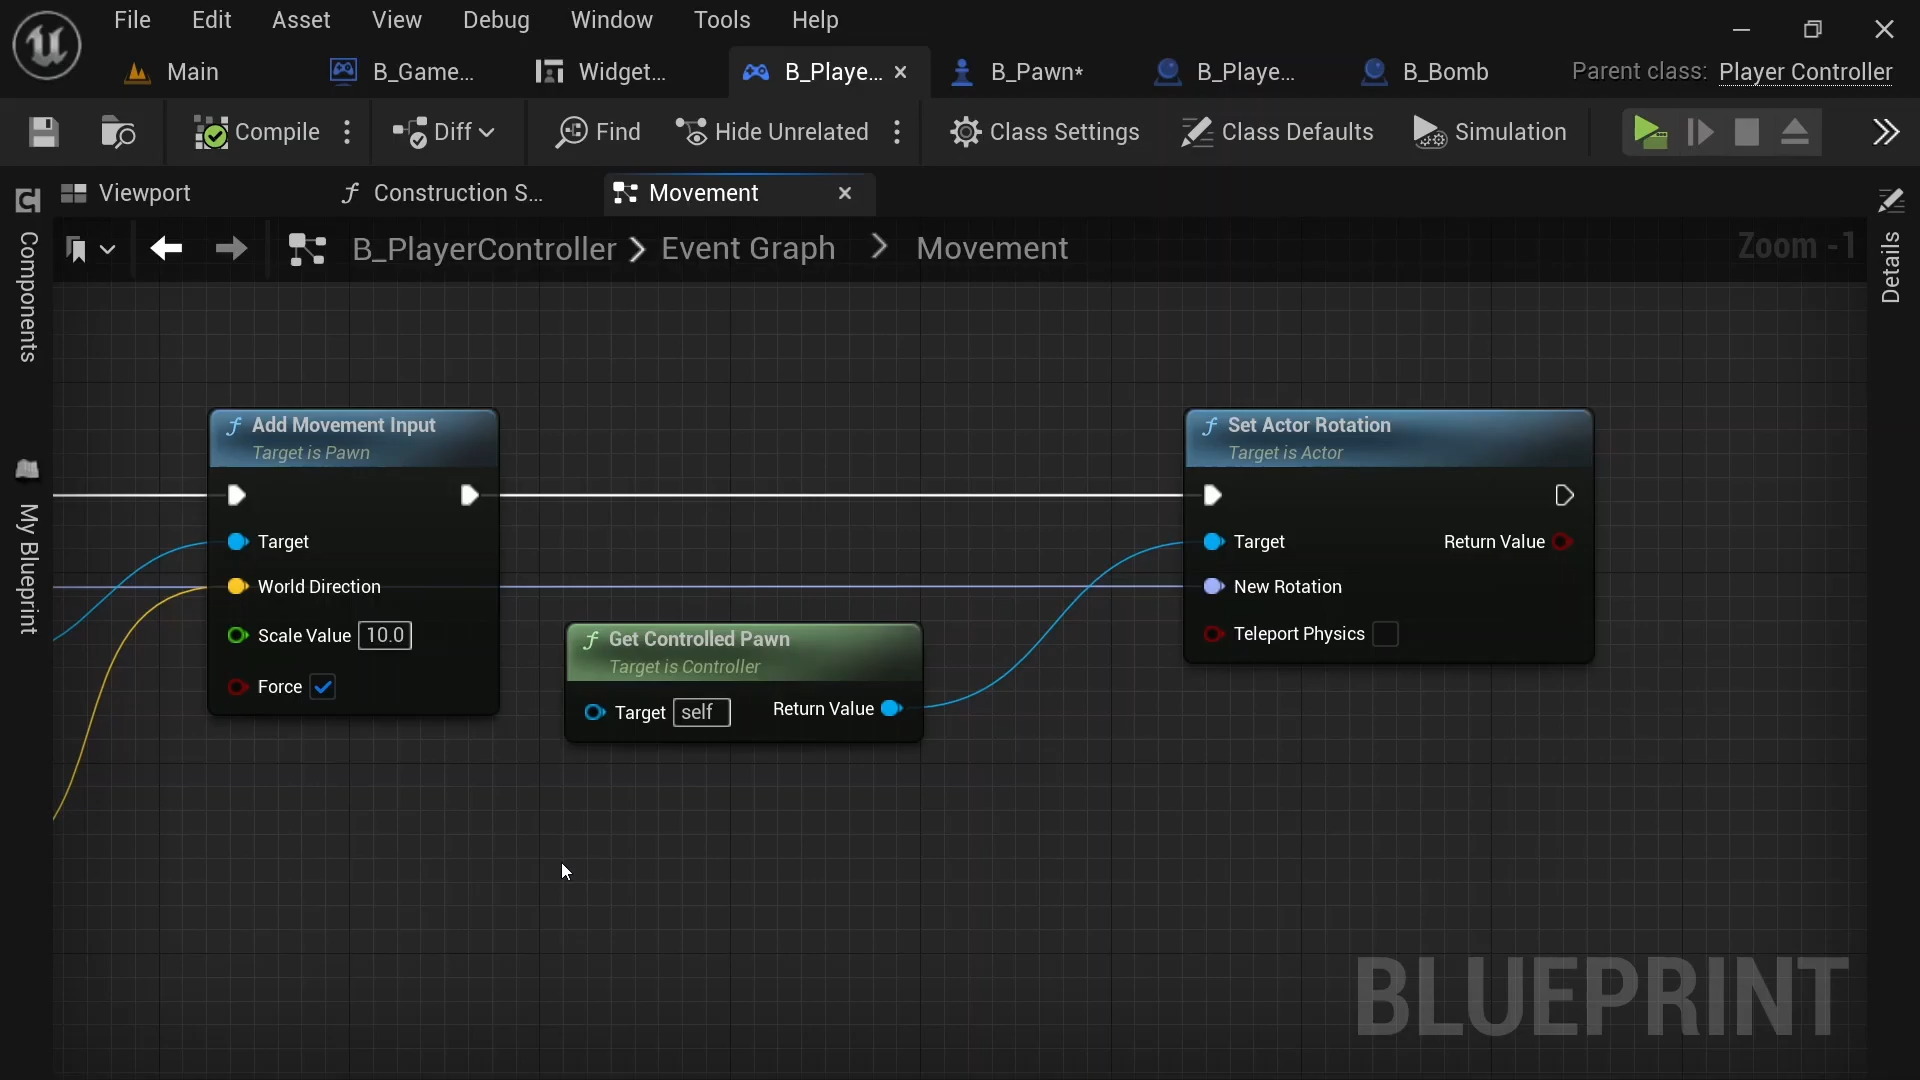 File Edit Asset View Debug Window Tools Help
Main B_Game... Widget... B_Playe... B_Pawn* B_Playe... B_Bomb Parent class: Player Controller
Compile Diff Find Hide Unrelated Class Settings Class Defaults Simulation
Viewport Construction S... Movement
B_PlayerController Event Graph Movement Zoom -1
Components
My Blueprint
Details
Add Movement Input
Target is Pawn
Target
World Direction
Scale Value 10.0
Force
Get Controlled Pawn
Target is Controller
Target self Return Value
Set Actor Rotation
Target is Actor
Target Return Value
New Rotation
Teleport Physics
BLUEPRINT